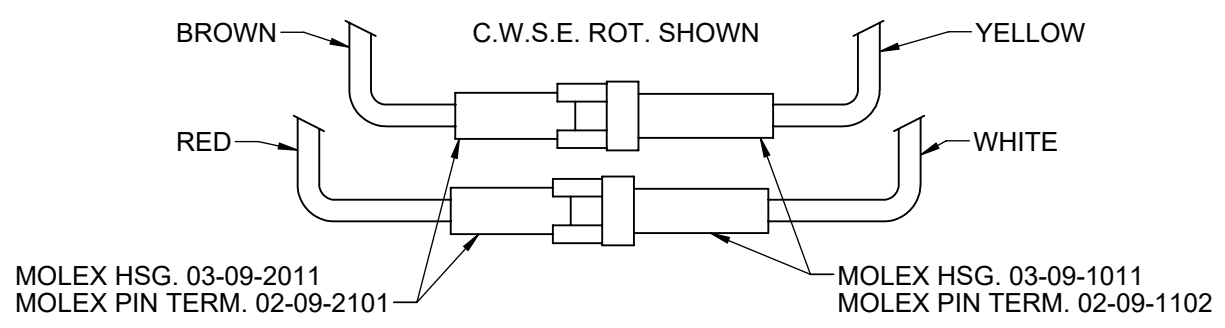 BROWN
C.W.S.E. ROT. SHOWN
YELLOW
RED
WHITE
MOLEX HSG. 03-09-2011
MOLEX PIN TERM. 02-09-2101
MOLEX HSG. 03-09-1011
MOLEX PIN TERM. 02-09-1102